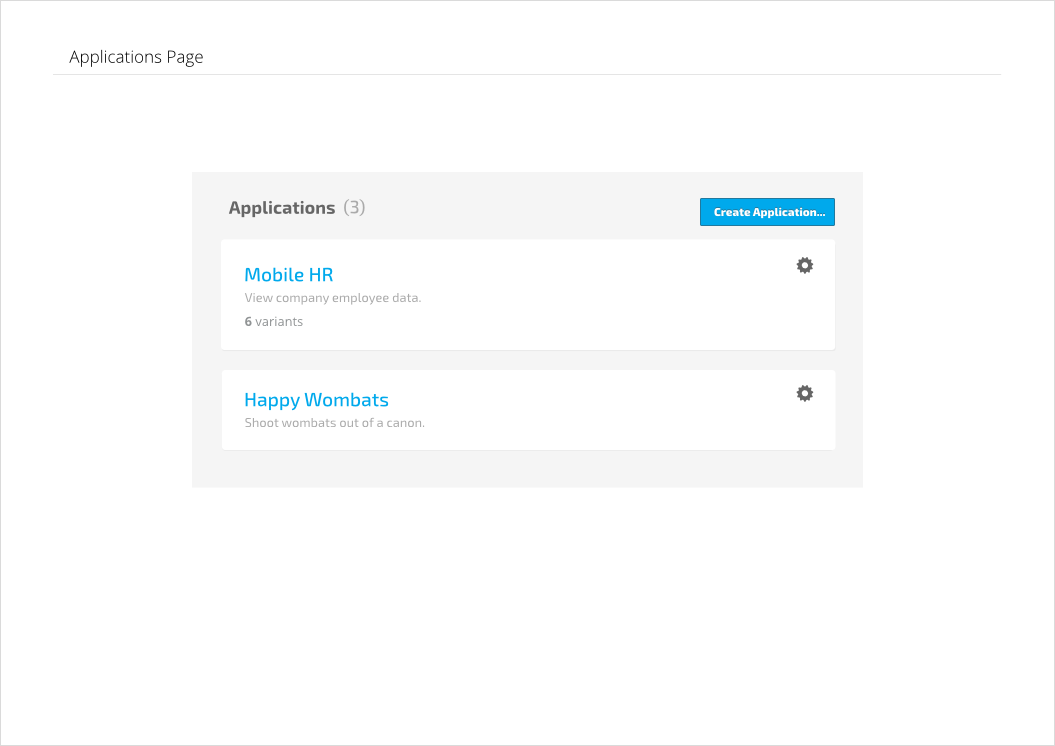 Applications Page
Applications (3)
Create Application...
Mobile HR
View company employee data.
6 variants
Happy Wombats
Shoot wombats out of a canon.